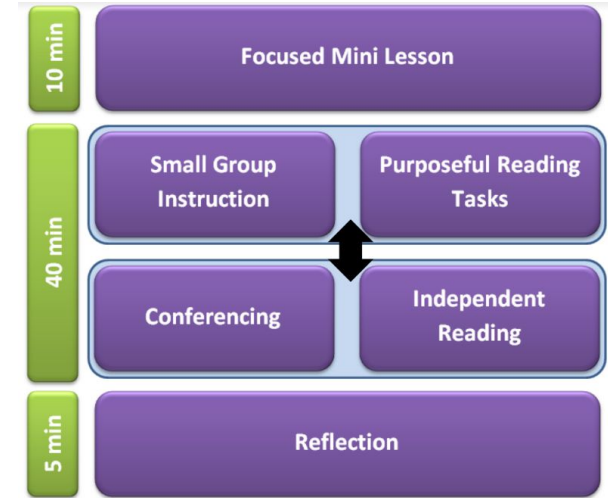 10 min
Focused Mini Lesson
40 min
Small Group
Instruction
Purposeful Reading
Tasks
Conferencing
Independent
Reading
5 min
Reflection